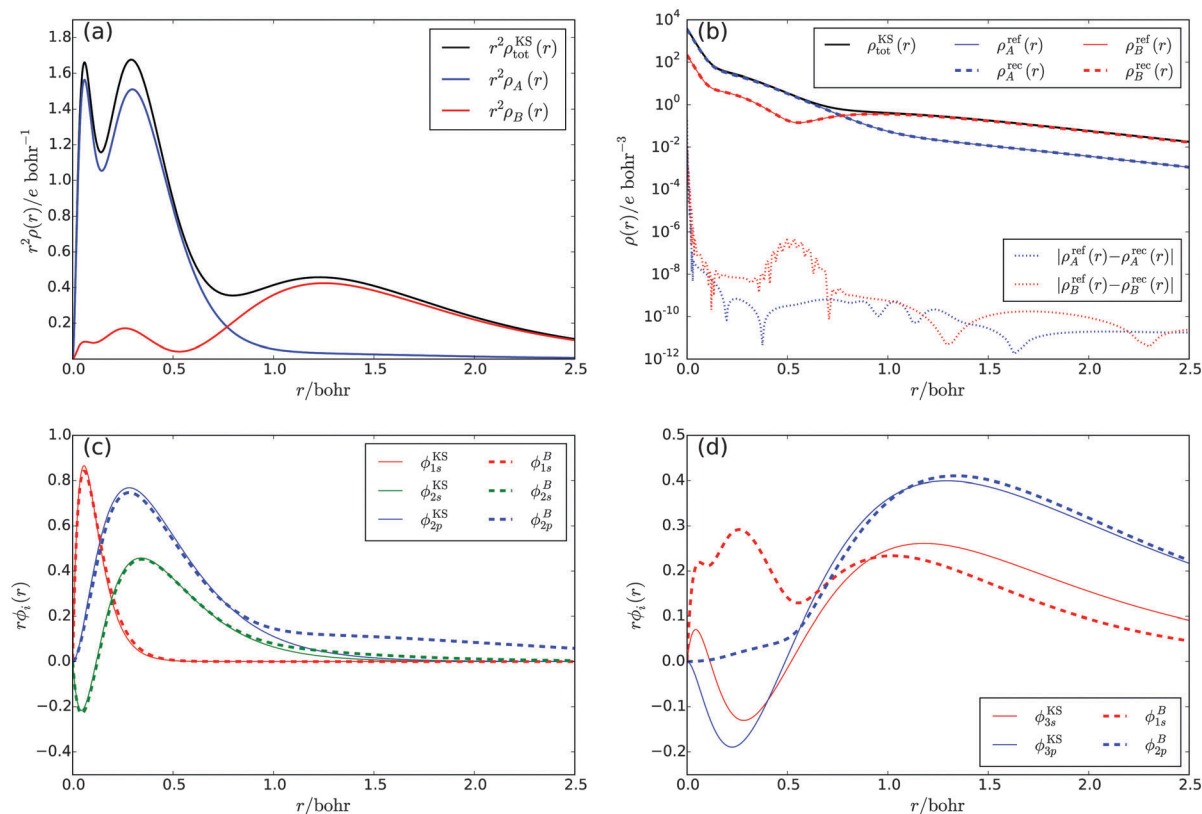 (a)
r²ρ_tot^KS(r)
r²ρ_A(r)
r²ρ_B(r)
r²ρ(r)/e bohr⁻¹
1.8
1.6
1.4
1.2
1.0
0.8
0.6
0.4
0.2
0.0 0.5 1.0 1.5 2.0 2.5
r/bohr
(b)
ρ_tot^KS(r) ρ_A^ref(r) ρ_B^ref(r)
ρ_A^rec(r) ρ_B^rec(r)
ρ(r)/e bohr⁻³
10⁴
10²
10⁰
10⁻²
10⁻⁴
10⁻⁶
10⁻⁸
10⁻¹⁰
10⁻¹²
|ρ_A^ref(r)−ρ_A^rec(r)|
|ρ_B^ref(r)−ρ_B^rec(r)|
0.0 0.5 1.0 1.5 2.0 2.5
r/bohr
(c)
ϕ_1s^KS ϕ_1s^B
ϕ_2s^KS ϕ_2s^B
ϕ_2p^KS ϕ_2p^B
rϕ_i(r)
1.0
0.8
0.6
0.4
0.2
0.0
−0.2
−0.4
0.0 0.5 1.0 1.5 2.0 2.5
r/bohr
(d)
rϕ_i(r)
0.5
0.4
0.3
0.2
0.1
0.0
−0.1
−0.2
ϕ_3s^KS ϕ_1s^B
ϕ_3p^KS ϕ_2p^B
0.0 0.5 1.0 1.5 2.0 2.5
r/bohr